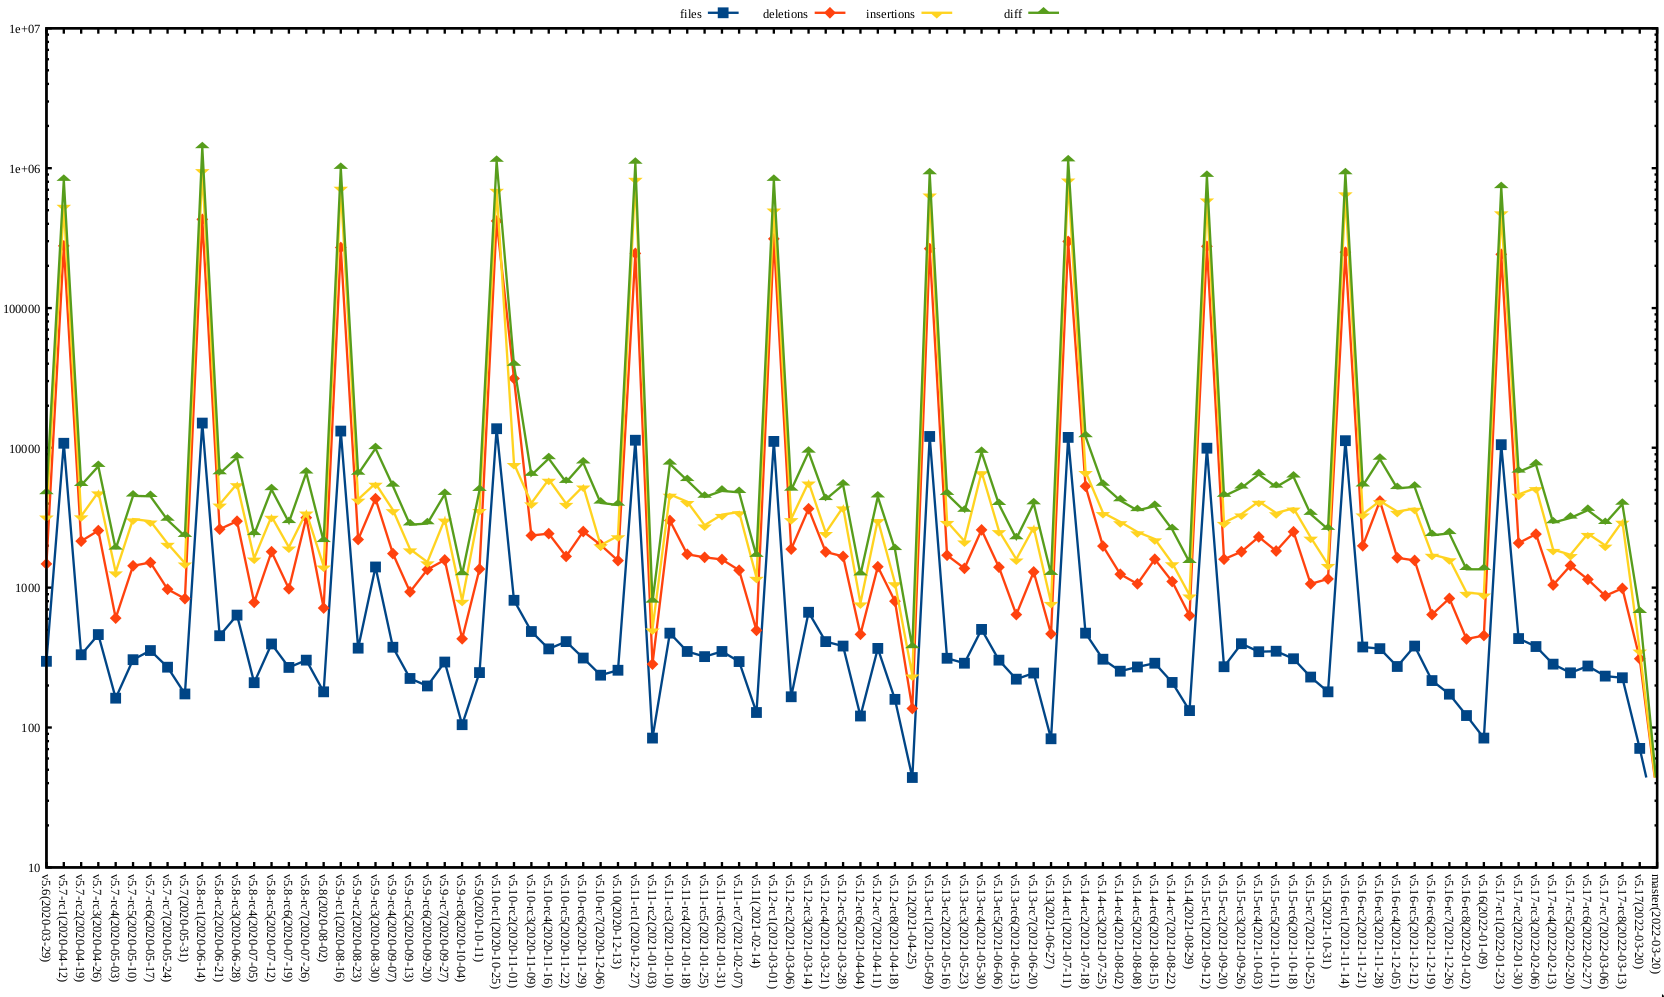 files
deletions
insertions
diff
1e+07
1e+06
100000
10000
1000
100
10
v5.6(2020-03-29)
v5.7-rc1(2020-04-12)
v5.7-rc2(2020-04-19)
v5.7-rc3(2020-04-26)
v5.7-rc4(2020-05-03)
v5.7-rc5(2020-05-10)
v5.7-rc6(2020-05-17)
v5.7-rc7(2020-05-24)
v5.7(2020-05-31)
v5.8-rc1(2020-06-14)
v5.8-rc2(2020-06-21)
v5.8-rc3(2020-06-28)
v5.8-rc4(2020-07-05)
v5.8-rc5(2020-07-12)
v5.8-rc6(2020-07-19)
v5.8-rc7(2020-07-26)
v5.8(2020-08-02)
v5.9-rc1(2020-08-16)
v5.9-rc2(2020-08-23)
v5.9-rc3(2020-08-30)
v5.9-rc4(2020-09-07)
v5.9-rc5(2020-09-13)
v5.9-rc6(2020-09-20)
v5.9-rc7(2020-09-27)
v5.9-rc8(2020-10-04)
v5.9(2020-10-11)
v5.10-rc1(2020-10-25)
v5.10-rc2(2020-11-01)
v5.10-rc3(2020-11-09)
v5.10-rc4(2020-11-16)
v5.10-rc5(2020-11-22)
v5.10-rc6(2020-11-29)
v5.10-rc7(2020-12-06)
v5.10(2020-12-13)
v5.11-rc1(2020-12-27)
v5.11-rc2(2021-01-03)
v5.11-rc3(2021-01-10)
v5.11-rc4(2021-01-18)
v5.11-rc5(2021-01-25)
v5.11-rc6(2021-01-31)
v5.11-rc7(2021-02-07)
v5.11(2021-02-14)
v5.12-rc1(2021-03-01)
v5.12-rc2(2021-03-06)
v5.12-rc3(2021-03-14)
v5.12-rc4(2021-03-21)
v5.12-rc5(2021-03-28)
v5.12-rc6(2021-04-04)
v5.12-rc7(2021-04-11)
v5.12-rc8(2021-04-18)
v5.12(2021-04-25)
v5.13-rc1(2021-05-09)
v5.13-rc2(2021-05-16)
v5.13-rc3(2021-05-23)
v5.13-rc4(2021-05-30)
v5.13-rc5(2021-06-06)
v5.13-rc6(2021-06-13)
v5.13-rc7(2021-06-20)
v5.13(2021-06-27)
v5.14-rc1(2021-07-11)
v5.14-rc2(2021-07-18)
v5.14-rc3(2021-07-25)
v5.14-rc4(2021-08-02)
v5.14-rc5(2021-08-08)
v5.14-rc6(2021-08-15)
v5.14-rc7(2021-08-22)
v5.14(2021-08-29)
v5.15-rc1(2021-09-12)
v5.15-rc2(2021-09-20)
v5.15-rc3(2021-09-26)
v5.15-rc4(2021-10-03)
v5.15-rc5(2021-10-11)
v5.15-rc6(2021-10-18)
v5.15-rc7(2021-10-25)
v5.15(2021-10-31)
v5.16-rc1(2021-11-14)
v5.16-rc2(2021-11-21)
v5.16-rc3(2021-11-28)
v5.16-rc4(2021-12-05)
v5.16-rc5(2021-12-12)
v5.16-rc6(2021-12-19)
v5.16-rc7(2021-12-26)
v5.16-rc8(2022-01-02)
v5.16(2022-01-09)
v5.17-rc1(2022-01-23)
v5.17-rc2(2022-01-30)
v5.17-rc3(2022-02-06)
v5.17-rc4(2022-02-13)
v5.17-rc5(2022-02-20)
v5.17-rc6(2022-02-27)
v5.17-rc7(2022-03-06)
v5.17-rc8(2022-03-13)
v5.17(2022-03-20)
master(2022-03-20)